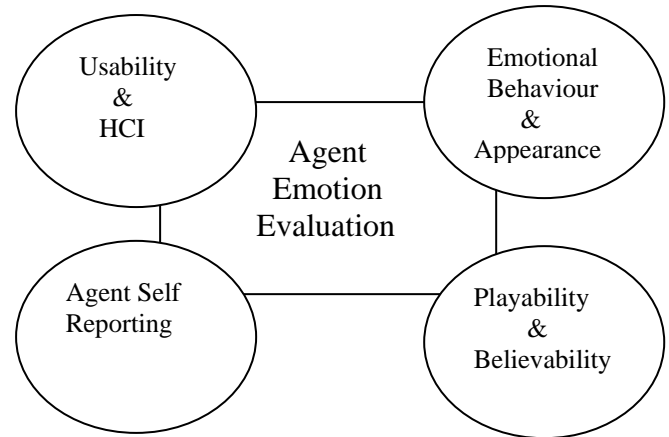 Usability
&
HCI
Emotional
Behaviour
&
Appearance
Agent
Emotion
Evaluation
Agent Self
Reporting
Playability
&
Believability